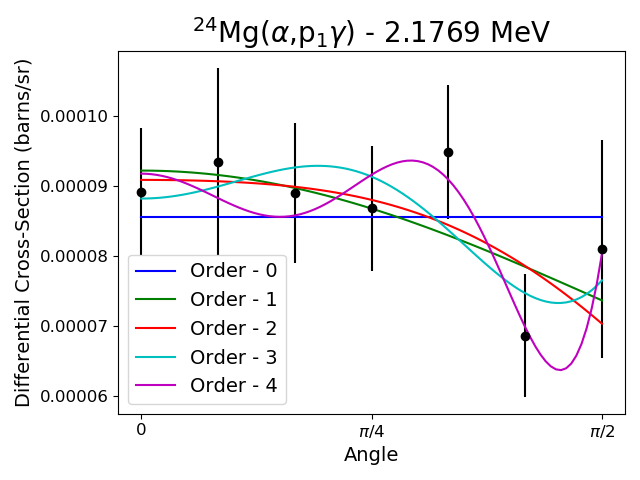 ²⁴Mg(α,p₁γ) - 2.1769 MeV
Differential Cross-Section (barns/sr)
0.00010
0.00009
0.00008
0.00007
0.00006
Order - 0
Order - 1
Order - 2
Order - 3
Order - 4
0 π/4 π/2
Angle